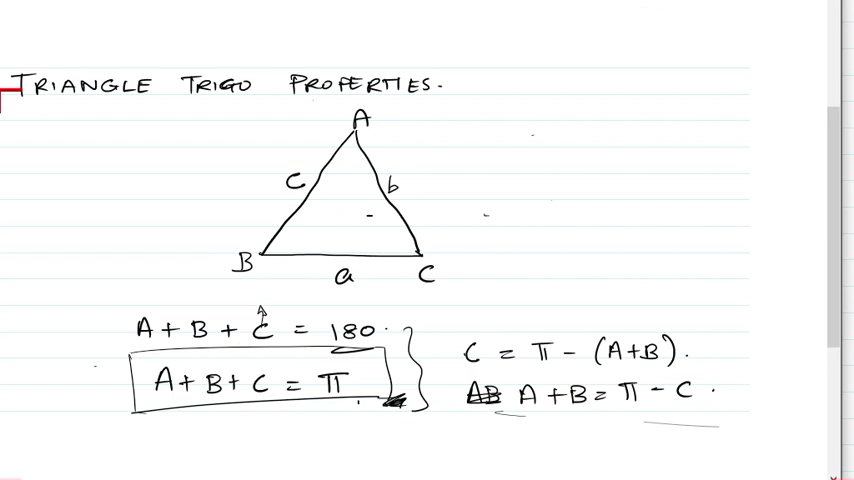 TRIANGLE TRIGO PROPERTIES.
A
c b
B a C
A + B + C = 180.
A + B + C = π
C = π - (A+B).
AB A + B = π - C.